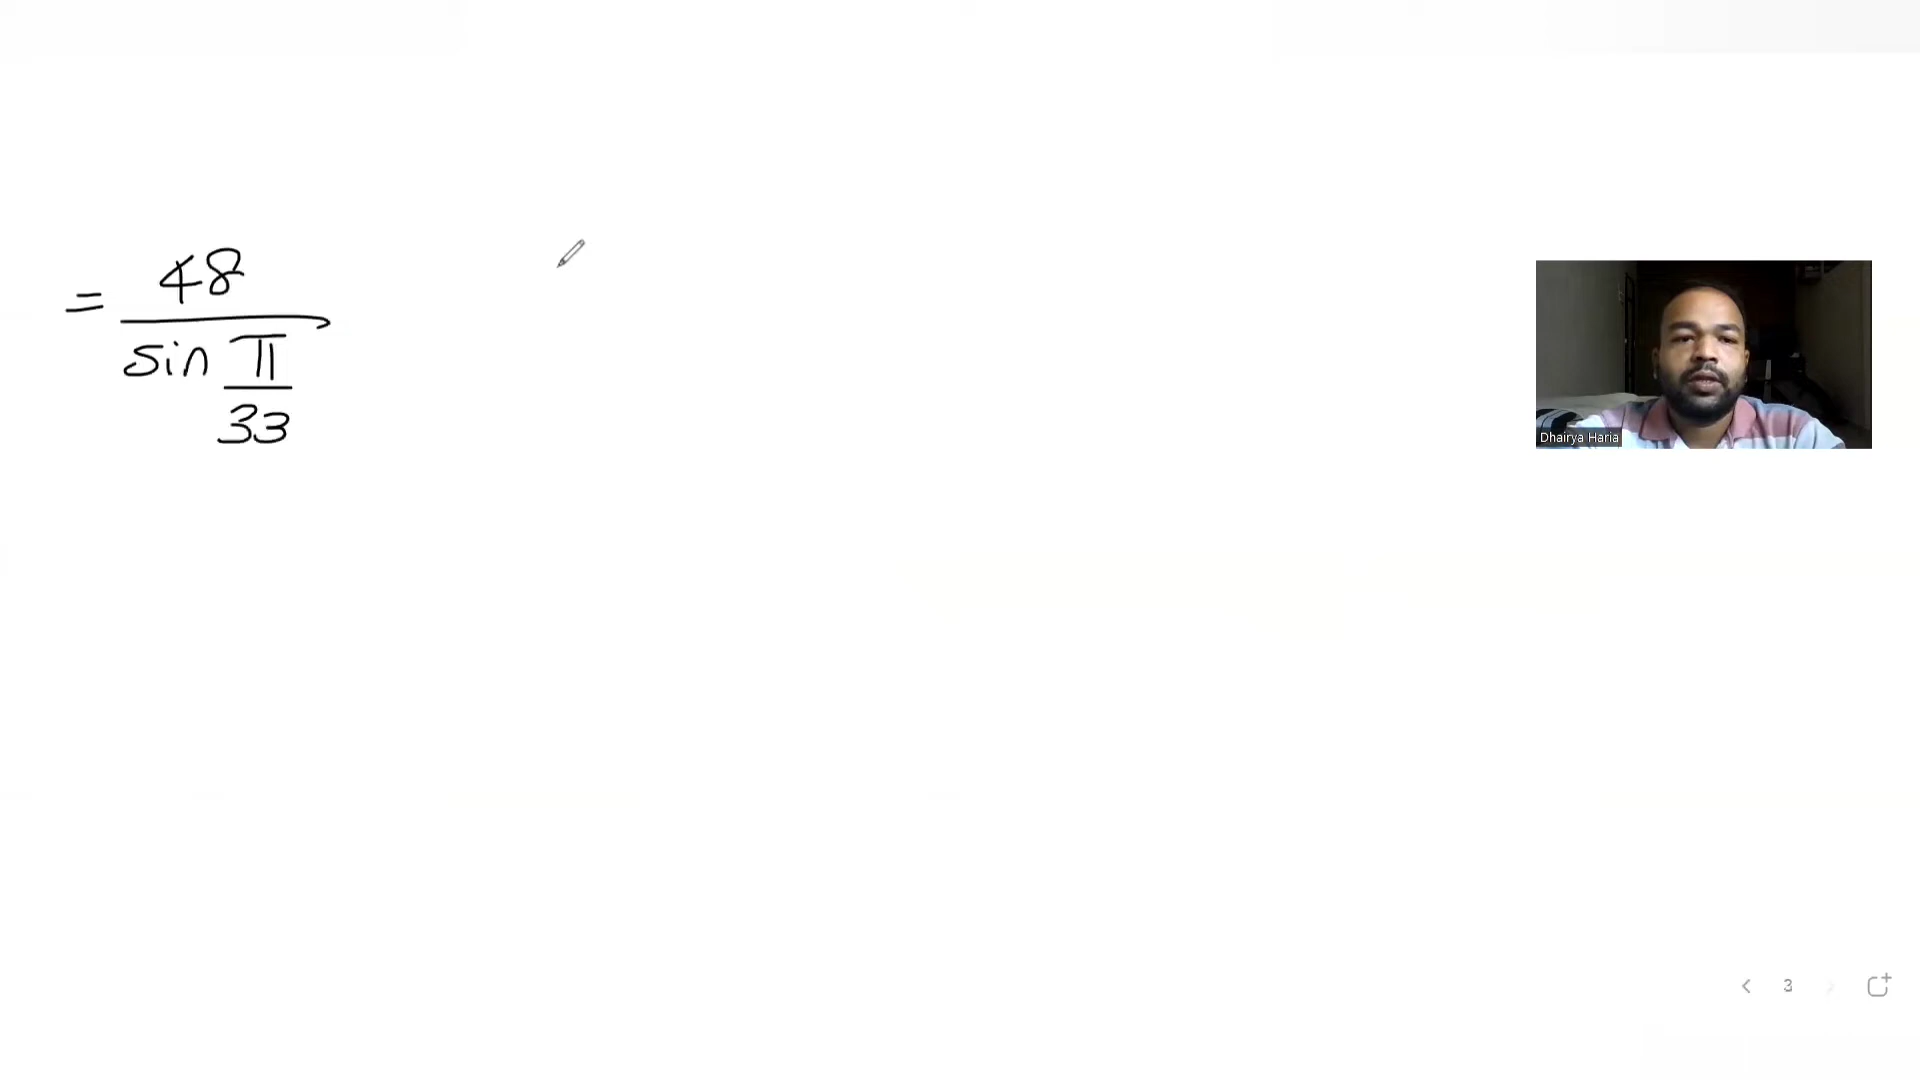 = 48
sin π
33
Dhairya Haria
3